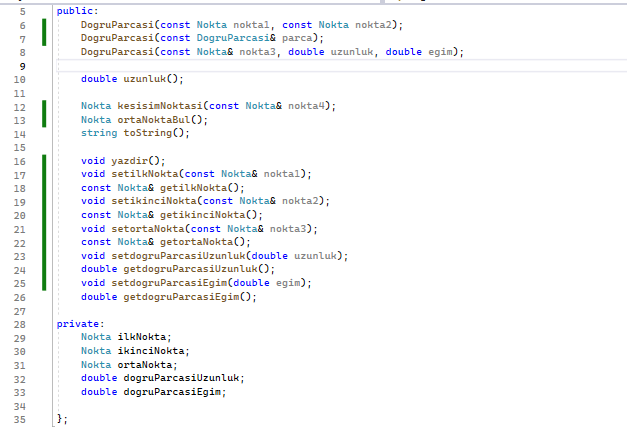 5 public:
6 DogruParcasi(const Nokta nokta1, const Nokta nokta2);
7 DogruParcasi(const DogruParcasi& parca);
8 DogruParcasi(const Nokta& nokta3, double uzunluk, double egim);
9
10 double uzunluk();
11
12 Nokta kesisimNoktasi(const Nokta& nokta4);
13 Nokta ortaNoktaBul();
14 string toString();
15
16 void yazdir();
17 void setilkNokta(const Nokta& nokta1);
18 const Nokta& getilkNokta();
19 void setikinciNokta(const Nokta& nokta2);
20 const Nokta& getikinciNokta();
21 void setortaNokta(const Nokta& nokta3);
22 const Nokta& getortaNokta();
23 void setdogruParcasiUzunluk(double uzunluk);
24 double getdogruParcasiUzunluk();
25 void setdogruParcasiEgim(double egim);
26 double getdogruParcasiEgim();
27
28 private:
29 Nokta ilkNokta;
30 Nokta ikinciNokta;
31 Nokta ortaNokta;
32 double dogruParcasiUzunluk;
33 double dogruParcasiEgim;
34
35 };